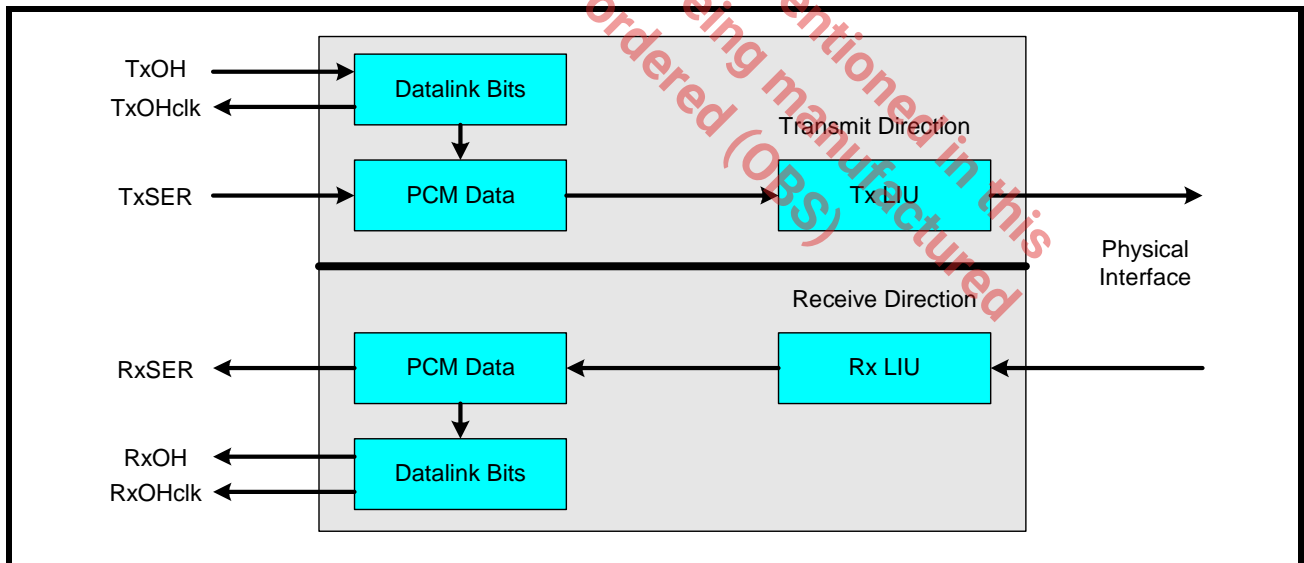 mentioned in this
being manufactured
ordered (OBS)
TxOH
TxOHclk
Datalink Bits
Transmit Direction
TxSER
PCM Data
Tx LIU
Physical
Interface
Receive Direction
RxSER
PCM Data
Rx LIU
RxOH
RxOHclk
Datalink Bits